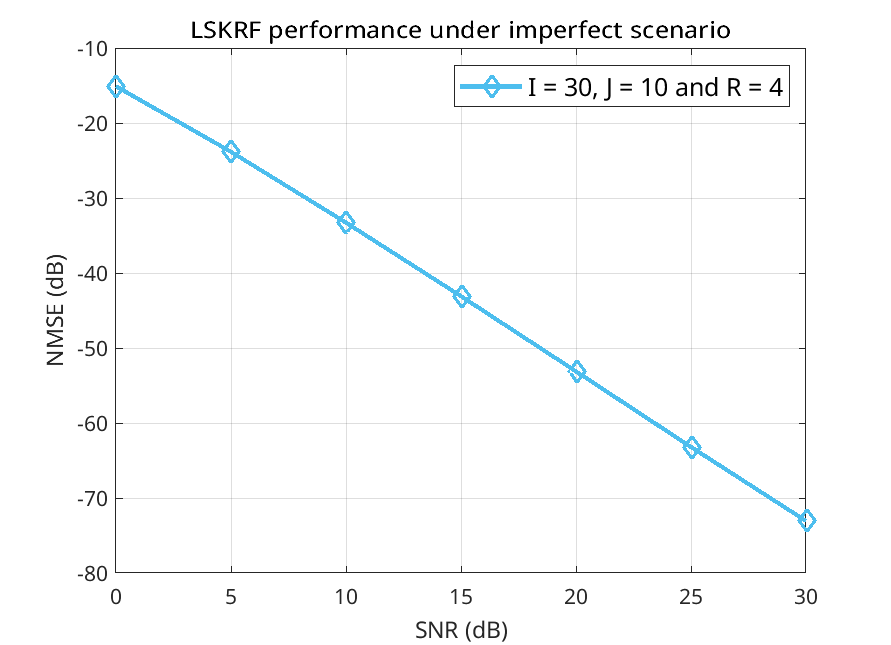 LSKRF performance under imperfect scenario
I = 30, J = 10 and R = 4
-10
-20
-30
-40
-50
-60
-70
-80
NMSE (dB)
0 5 10 15 20 25 30
SNR (dB)